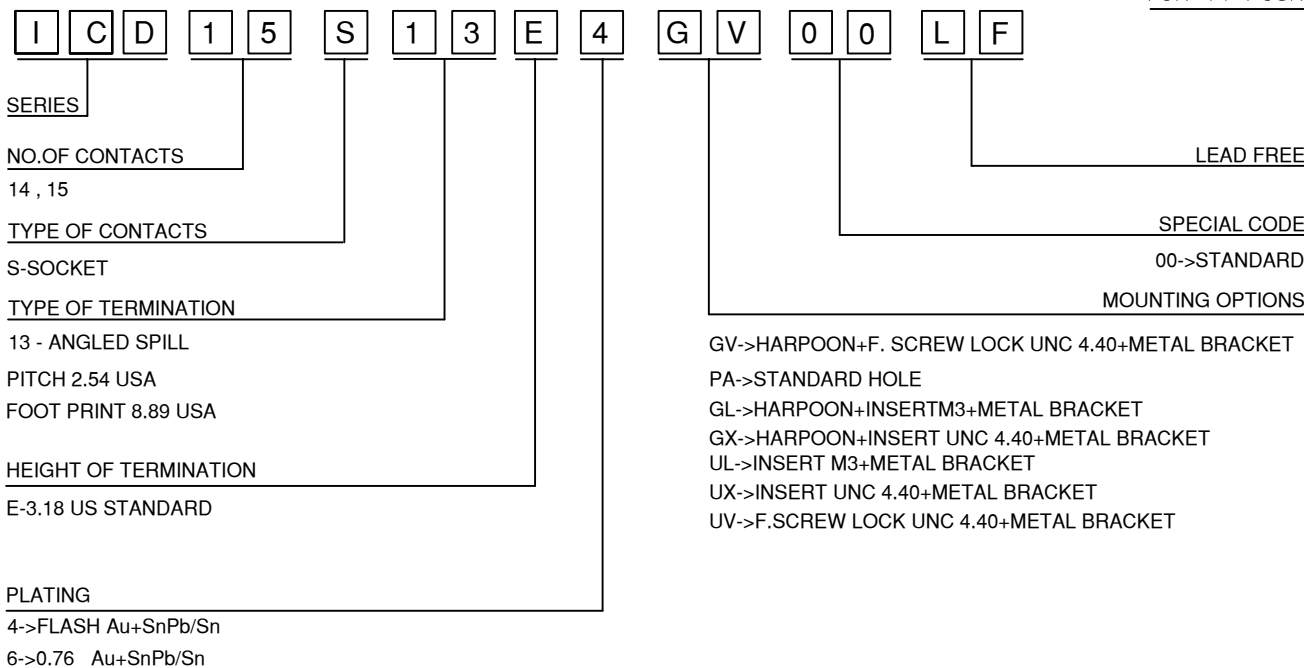 I C D 1 5 S 1 3 E 4 G V 0 0 L F
SERIES
NO.OF CONTACTS
14 , 15
TYPE OF CONTACTS
S-SOCKET
TYPE OF TERMINATION
13 - ANGLED SPILL
PITCH 2.54 USA
FOOT PRINT 8.89 USA
HEIGHT OF TERMINATION
E-3.18 US STANDARD
PLATING
4->FLASH Au+SnPb/Sn
6->0.76 Au+SnPb/Sn
LEAD FREE
SPECIAL CODE
00->STANDARD
MOUNTING OPTIONS
GV->HARPOON+F. SCREW LOCK UNC 4.40+METAL BRACKET
PA->STANDARD HOLE
GL->HARPOON+INSERTM3+METAL BRACKET
GX->HARPOON+INSERT UNC 4.40+METAL BRACKET
UL->INSERT M3+METAL BRACKET
UX->INSERT UNC 4.40+METAL BRACKET
UV->F.SCREW LOCK UNC 4.40+METAL BRACKET